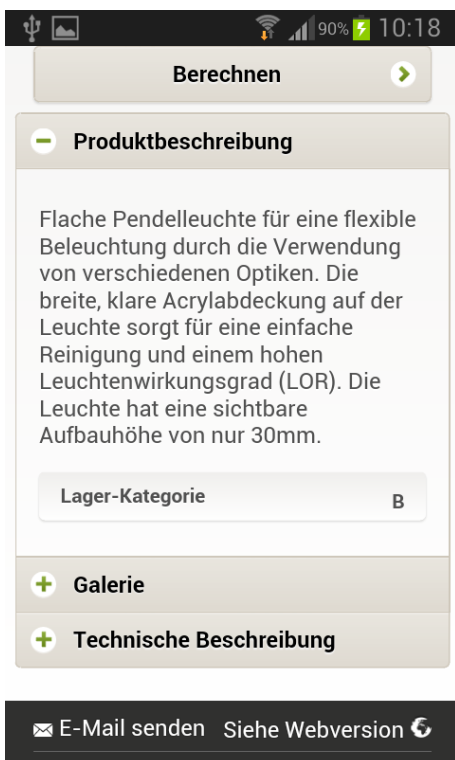 90% 10:18
Berechnen
Produktbeschreibung
Flache Pendelleuchte für eine flexible
Beleuchtung durch die Verwendung
von verschiedenen Optiken. Die
breite, klare Acrylabdeckung auf der
Leuchte sorgt für eine einfache
Reinigung und einem hohen
Leuchtenwirkungsgrad (LOR). Die
Leuchte hat eine sichtbare
Aufbauhöhe von nur 30mm.
Lager-Kategorie B
Galerie
Technische Beschreibung
E-Mail senden Siehe Webversion